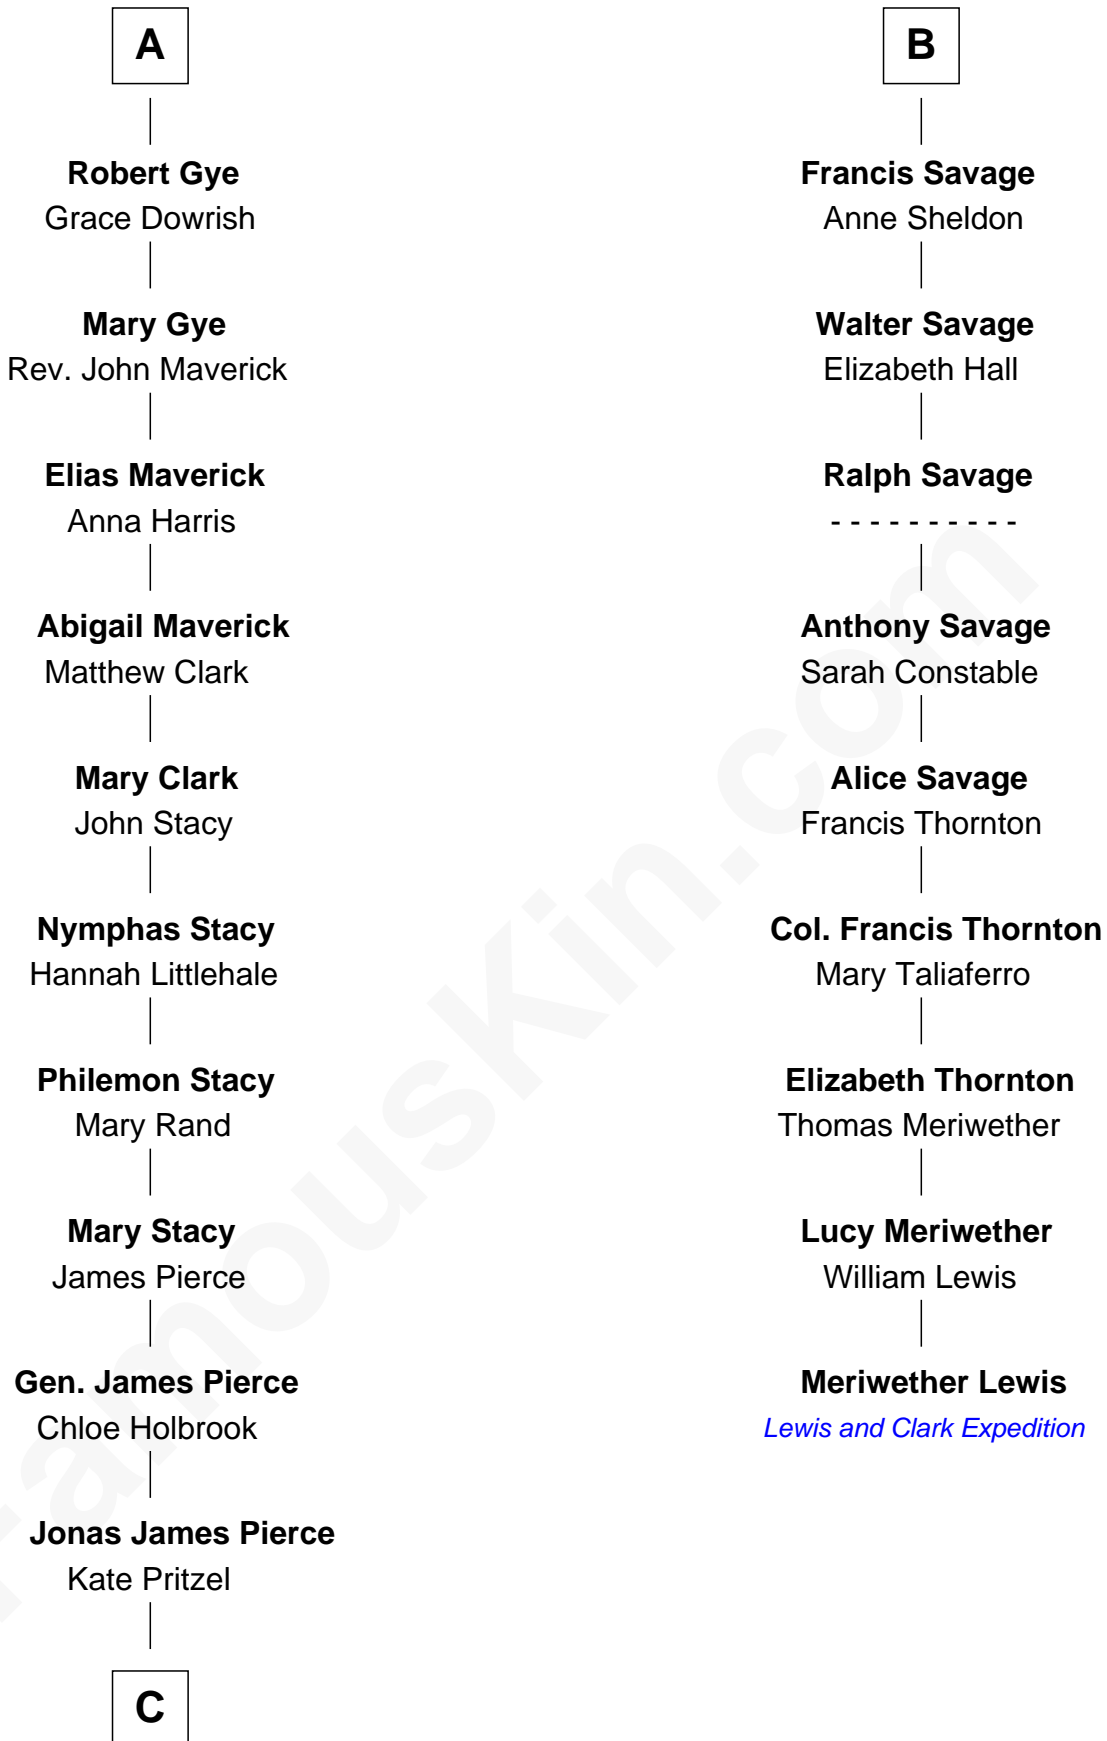 A
Robert Gye
Grace Dowrish
Mary Gye
Rev. John Maverick
Elias Maverick
Anna Harris
Abigail Maverick
Matthew Clark
Mary Clark
John Stacy
Nymphas Stacy
Hannah Littlehale
Philemon Stacy
Mary Rand
Mary Stacy
James Pierce
Gen. James Pierce
Chloe Holbrook
Jonas James Pierce
Kate Pritzel
C
B
Francis Savage
Anne Sheldon
Walter Savage
Elizabeth Hall
Ralph Savage
- - - - - - - - - -
Anthony Savage
Sarah Constable
Alice Savage
Francis Thornton
Col. Francis Thornton
Mary Taliaferro
Elizabeth Thornton
Thomas Meriwether
Lucy Meriwether
William Lewis
Meriwether Lewis
Lewis and Clark Expedition
FamousKin.com